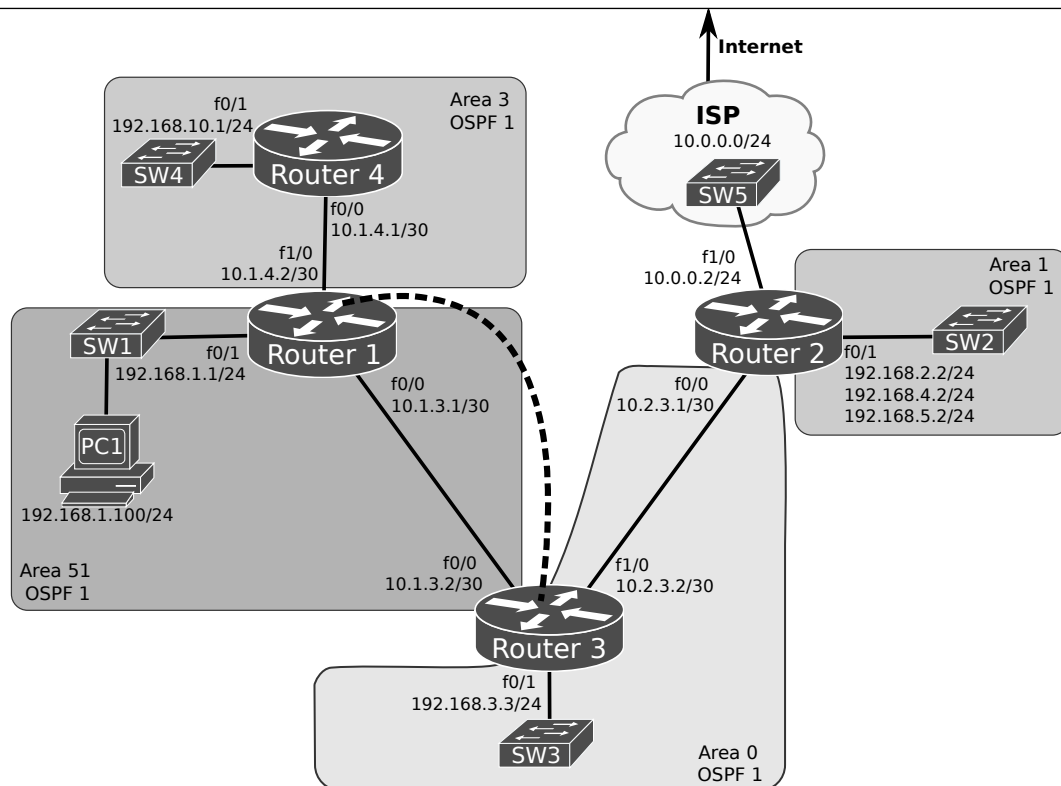 Internet
Area 3
OSPF 1
f0/1
192.168.10.1/24
SW4
Router 4
f0/0
10.1.4.1/30
f1/0
10.1.4.2/30
ISP
10.0.0.0/24
SW5
f1/0
10.0.0.2/24
Area 1
OSPF 1
SW1
f0/1
192.168.1.1/24
Router 1
f0/0
10.1.3.1/30
Router 2
f0/0
10.2.3.1/30
SW2
f0/1
192.168.2.2/24
192.168.4.2/24
192.168.5.2/24
PC1
192.168.1.100/24
Area 51
OSPF 1
f0/0
10.1.3.2/30
f1/0
10.2.3.2/30
Router 3
f0/1
192.168.3.3/24
SW3
Area 0
OSPF 1